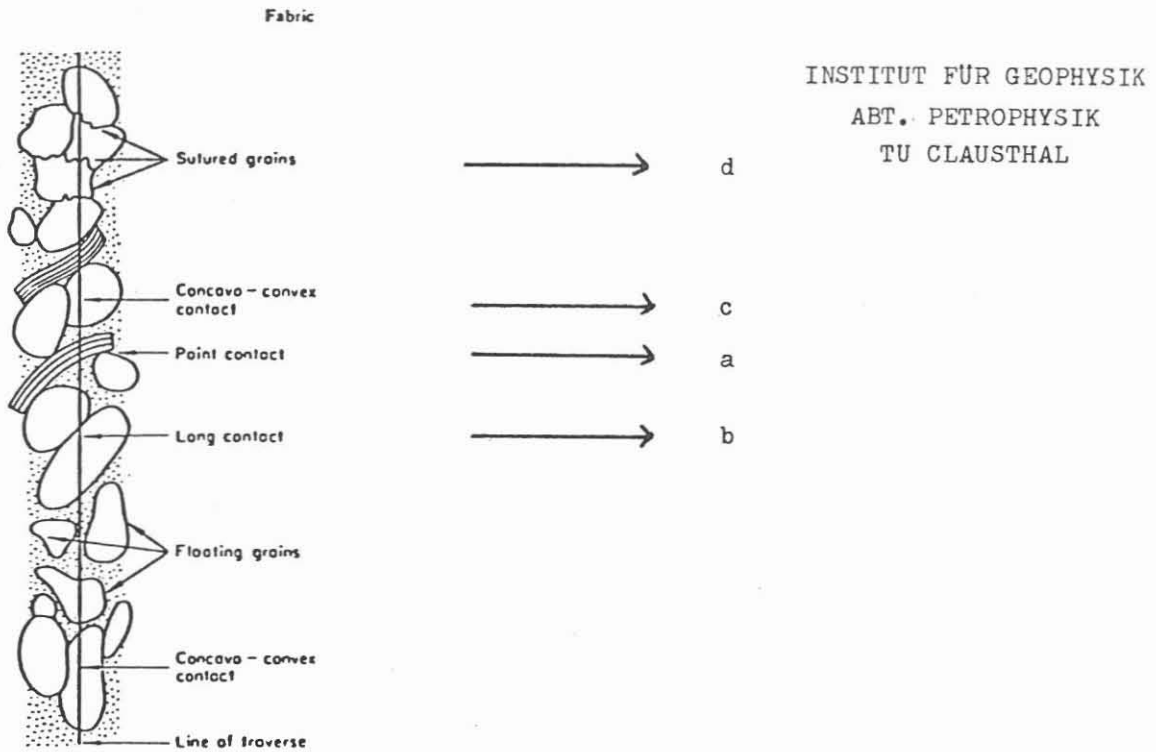 Fabric
INSTITUT FÜR GEOPHYSIK
ABT. PETROPHYSIK
TU CLAUSTHAL
Sutured grains
d
Concavo – convex
contact
c
Point contact
a
Long contact
b
Floating grains
Concavo – convex
contact
Line of traverse